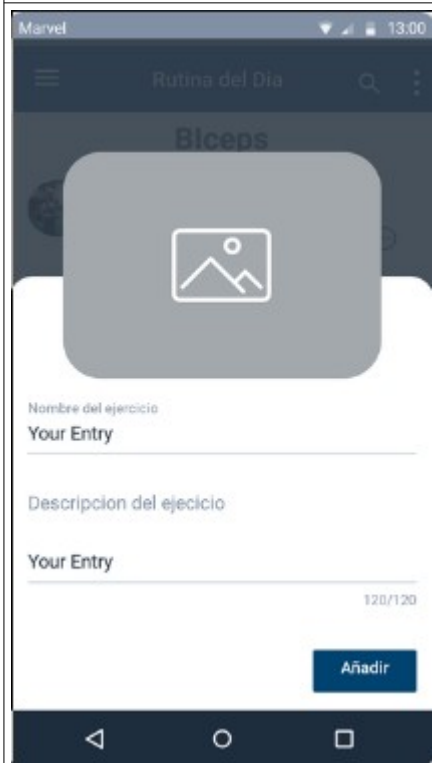 Marvel 13:00
Rutina del Dia
Biceps
Nombre del ejercicio
Your Entry
Descripcion del ejecicio
Your Entry
120/120
Añadir